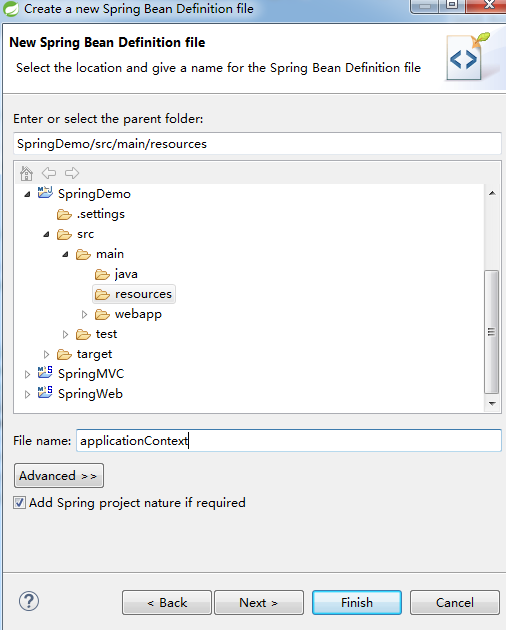 Create a new Spring Bean Definition file
New Spring Bean Definition file
Select the location and give a name for the Spring Bean Definition file
Enter or select the parent folder:
SpringDemo/src/main/resources
SpringDemo
.settings
src
main
java
resources
webapp
test
target
SpringMVC
SpringWeb
File name: applicationContext
Advanced >>
Add Spring project nature if required
< Back Next > Finish Cancel